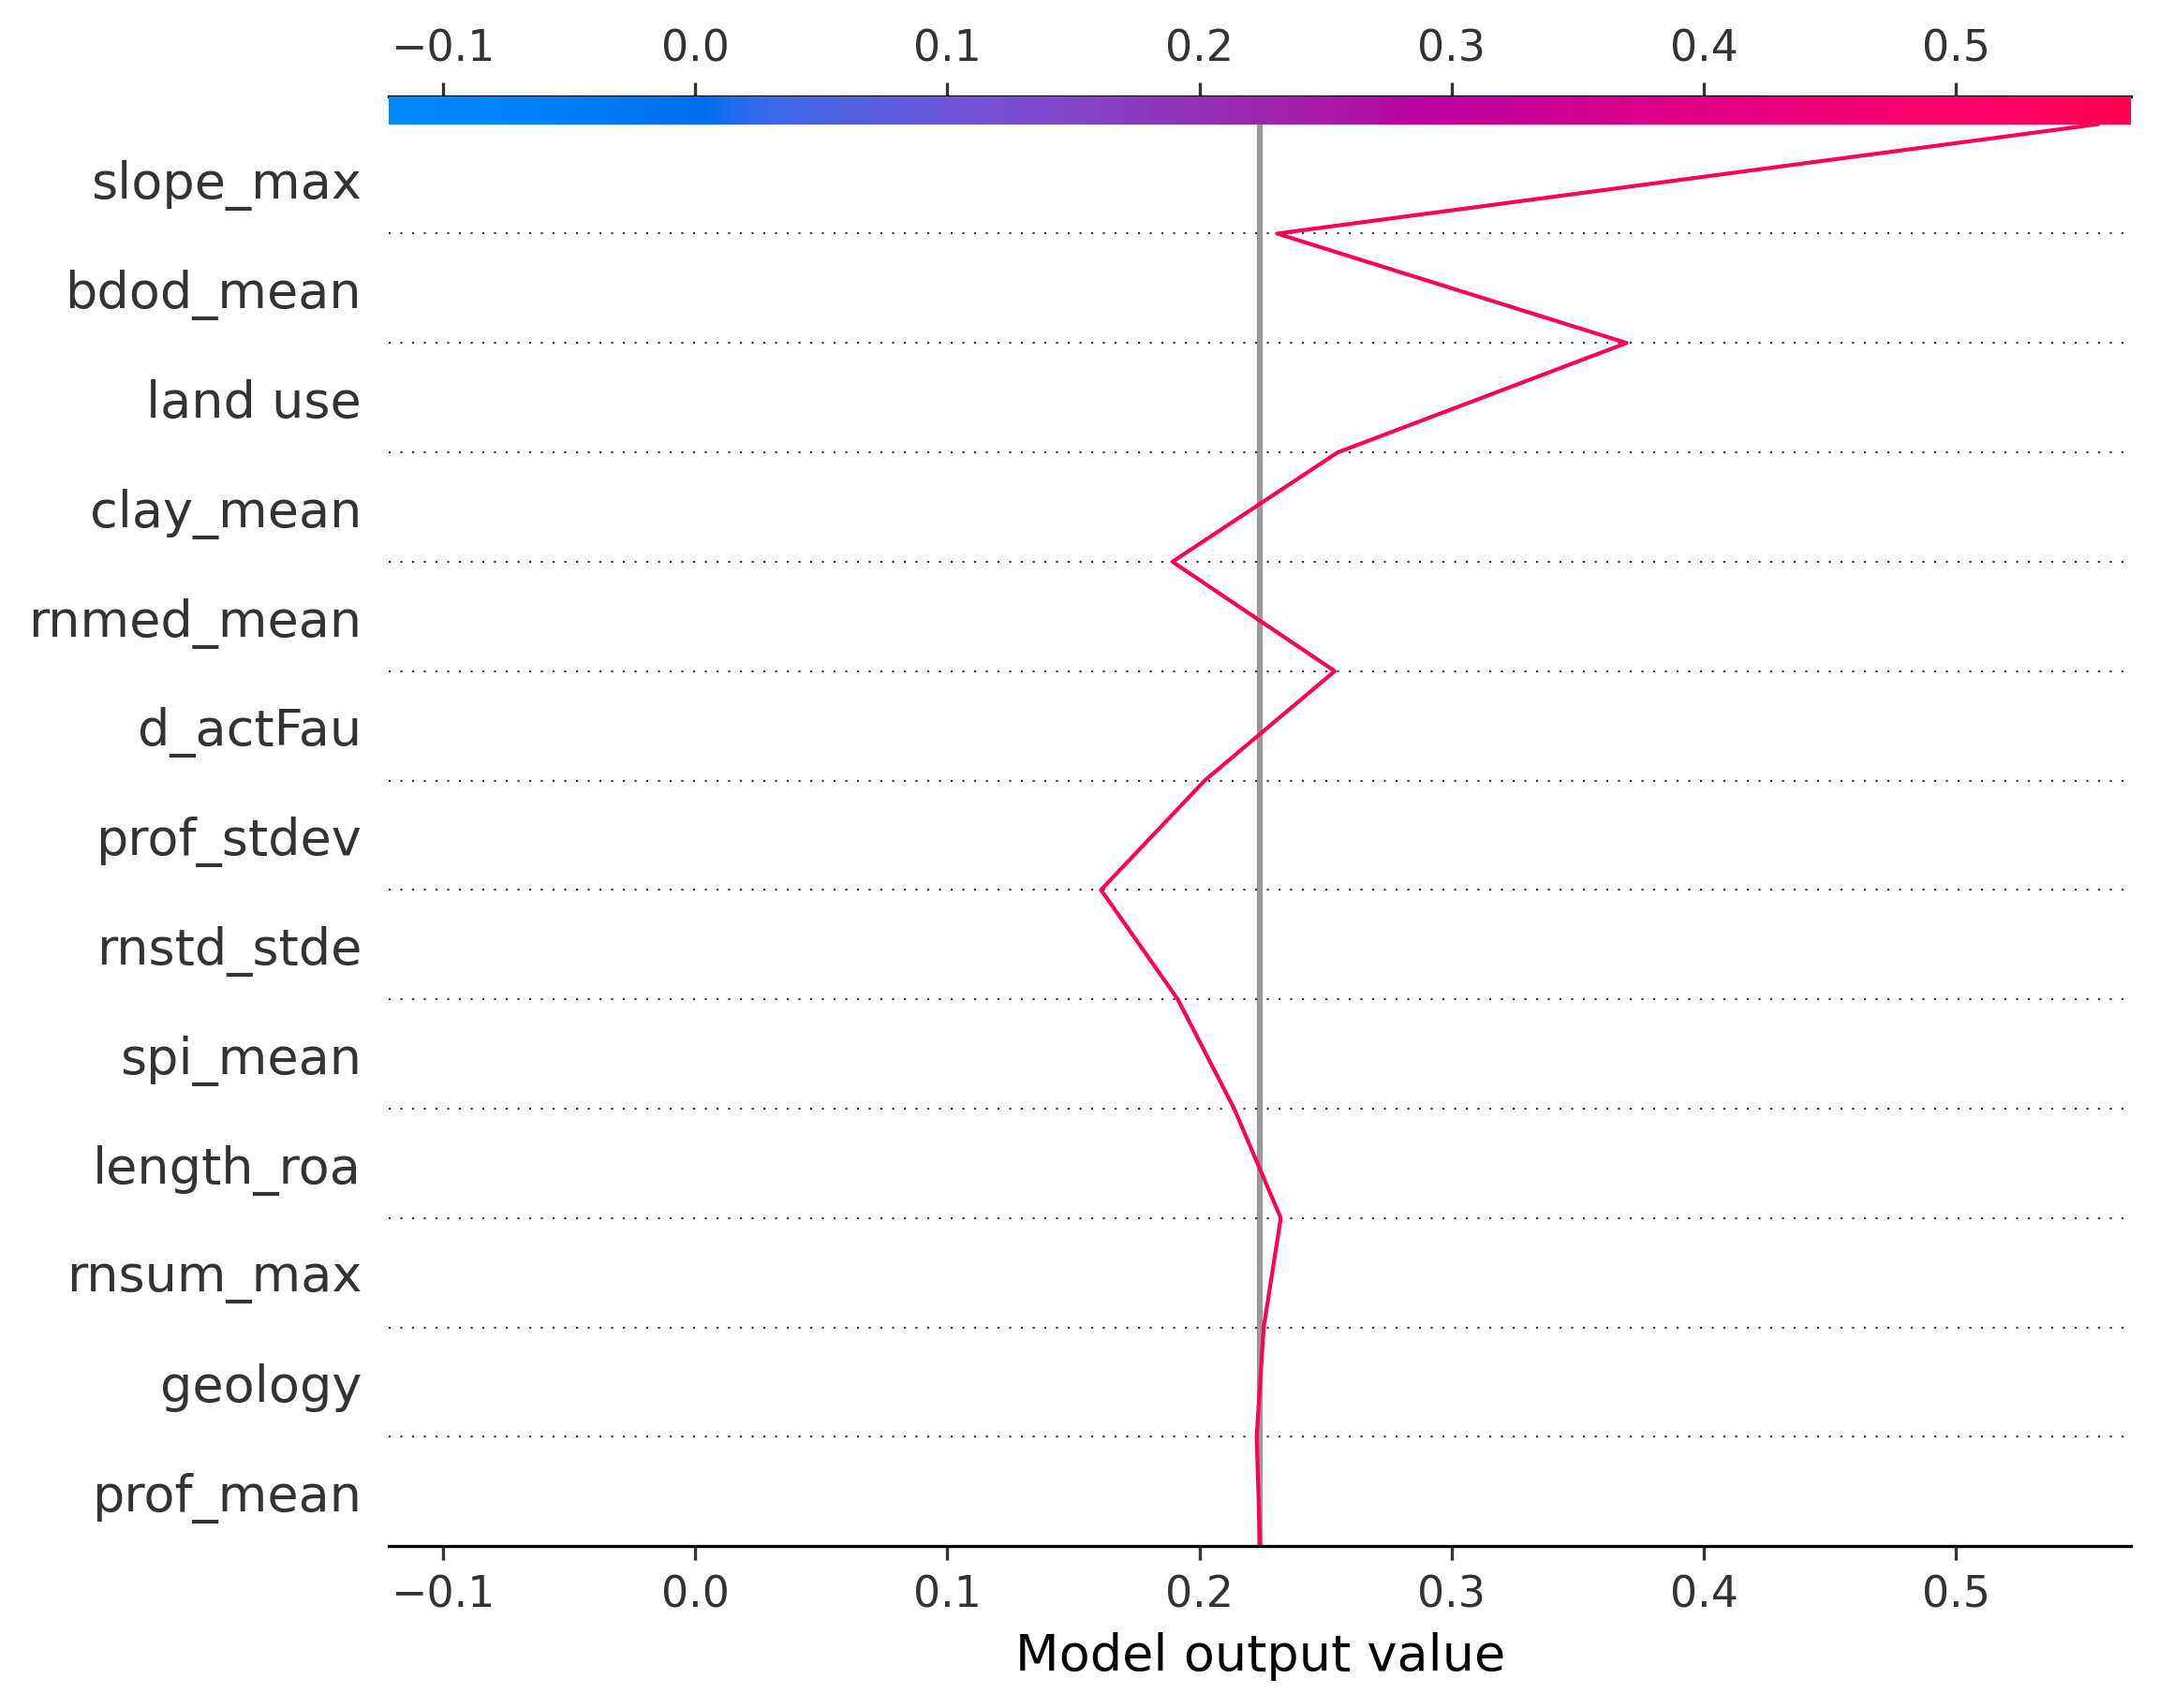 −0.1 0.0 0.1 0.2 0.3 0.4 0.5
slope_max
bdod_mean
land use
clay_mean
rnmed_mean
d_actFau
prof_stdev
rnstd_stde
spi_mean
length_roa
rnsum_max
geology
prof_mean
−0.1 0.0 0.1 0.2 0.3 0.4 0.5
Model output value